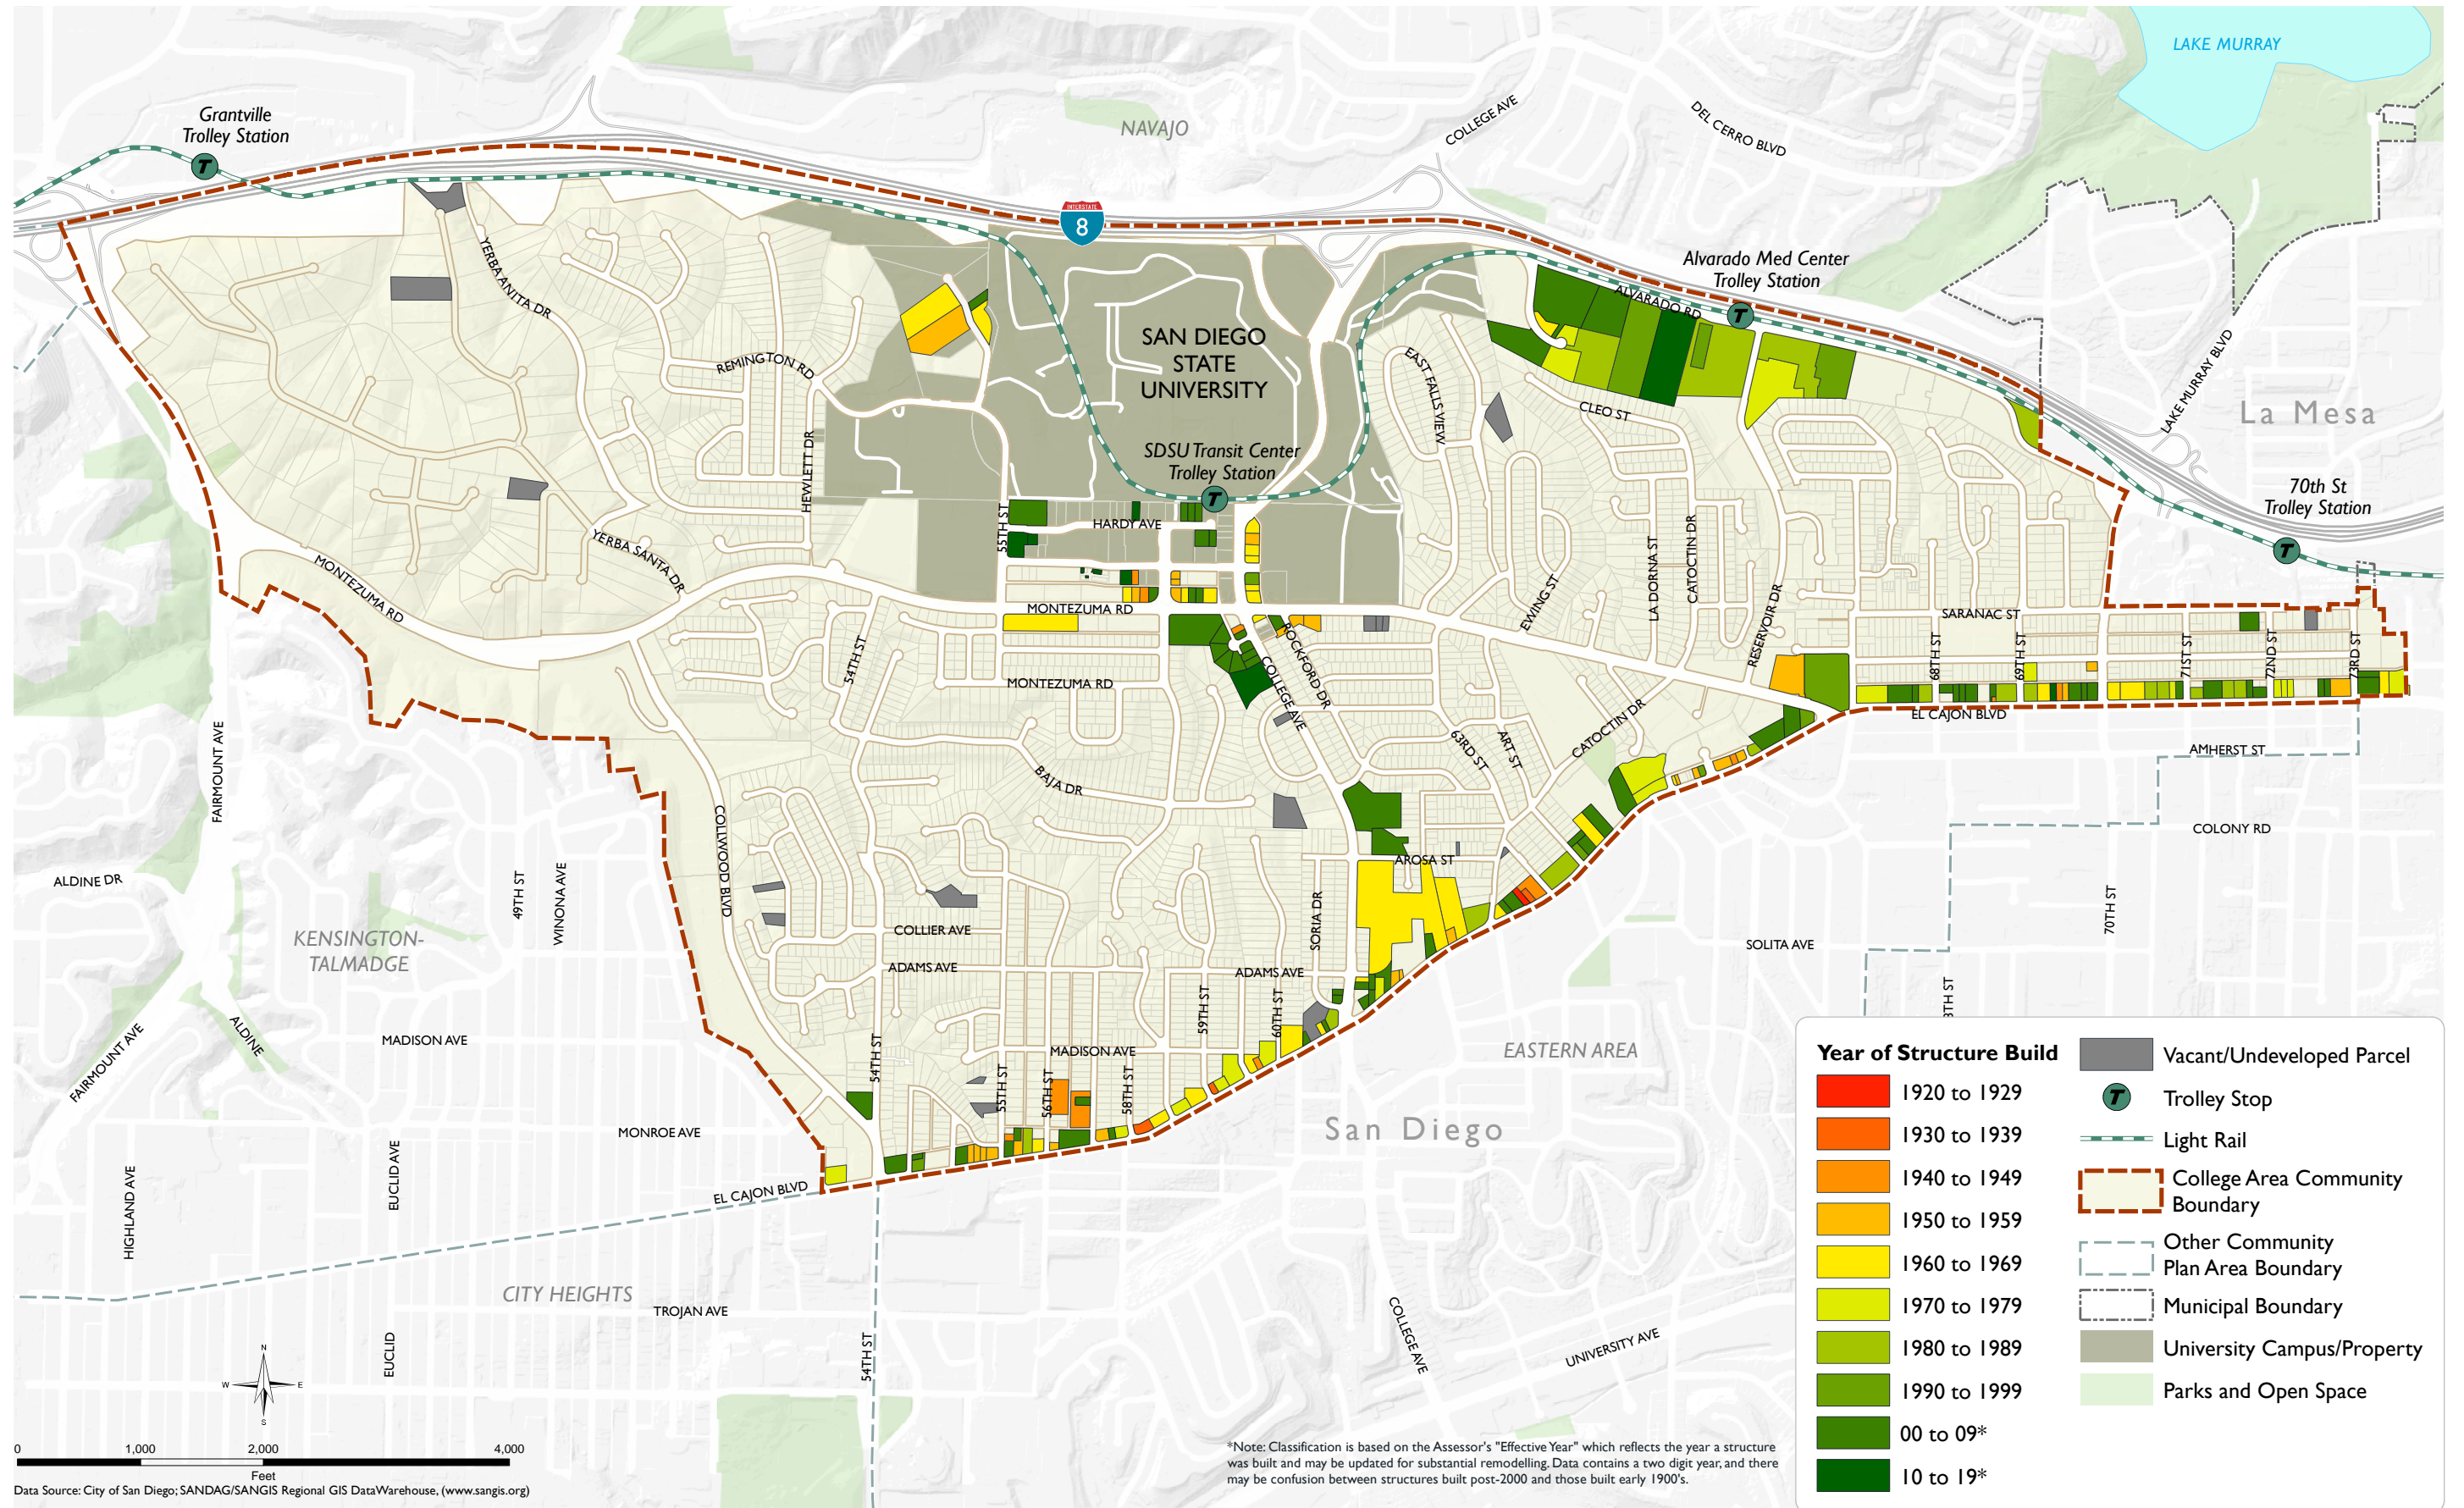 LAKE MURRAY
Grantville
Trolley Station
NAVAJO
COLLEGE AVE
DEL CERRO BLVD
INTERSTATE
8
T
Alvarado Med Center
Trolley Station
T
ALVARADO RD
YERBA ANITA DR
SAN DIEGO
STATE
UNIVERSITY
REMINGTON RD
EAST FALLS VIEW
CLEO ST
LAKE MURRAY BLVD
La Mesa
HEWLETT DR
SDSU Transit Center
Trolley Station
T
70th St
Trolley Station
T
55TH ST
HARDY AVE
YERBA SANTA DR
MONTEZUMA RD
LA DORNA ST
CATOCTIN DR
EWING ST
RESERVOIR DR
MONTEZUMA RD
SARANAC ST
54TH ST
ROCKFORD DR
COLLEGE AVE
68TH ST
69TH ST
71ST ST
72ND ST
73RD ST
MONTEZUMA RD
EL CAJON BLVD
FAIRMOUNT AVE
CATOCTIN DR
63RD ST
ART ST
AMHERST ST
BAJA DR
COLLWOOD BLVD
COLONY RD
AROSA ST
ALDINE DR
49TH ST
WINONA AVE
70TH ST
KENSINGTON-
TALMADGE
COLLIER AVE
SORIA DR
SOLITA AVE
ADAMS AVE
ADAMS AVE
59TH ST
60TH ST
FAIRMOUNT AVE
ALDINE
MADISON AVE
54TH ST
MADISON AVE
EASTERN AREA
55TH ST
56TH ST
58TH ST
MONROE AVE
San Diego
HIGHLAND AVE
EUCLID AVE
EL CAJON BLVD
CITY HEIGHTS
TROJAN AVE
EUCLID
54TH ST
COLLEGE AVE
UNIVERSITY AVE
Year of Structure Build
1920 to 1929
1930 to 1939
1940 to 1949
1950 to 1959
1960 to 1969
1970 to 1979
1980 to 1989
1990 to 1999
00 to 09*
10 to 19*
Vacant/Undeveloped Parcel
T
Trolley Stop
Light Rail
College Area Community
Boundary
Other Community
Plan Area Boundary
Municipal Boundary
University Campus/Property
Parks and Open Space
N
W E
S
0 1,000 2,000 4,000
Feet
Data Source: City of San Diego; SANDAG/SANGIS Regional GIS DataWarehouse, (www.sangis.org)
*Note: Classification is based on the Assessor's "Effective Year" which reflects the year a structure
was built and may be updated for substantial remodelling. Data contains a two digit year, and there
may be confusion between structures built post-2000 and those built early 1900's.